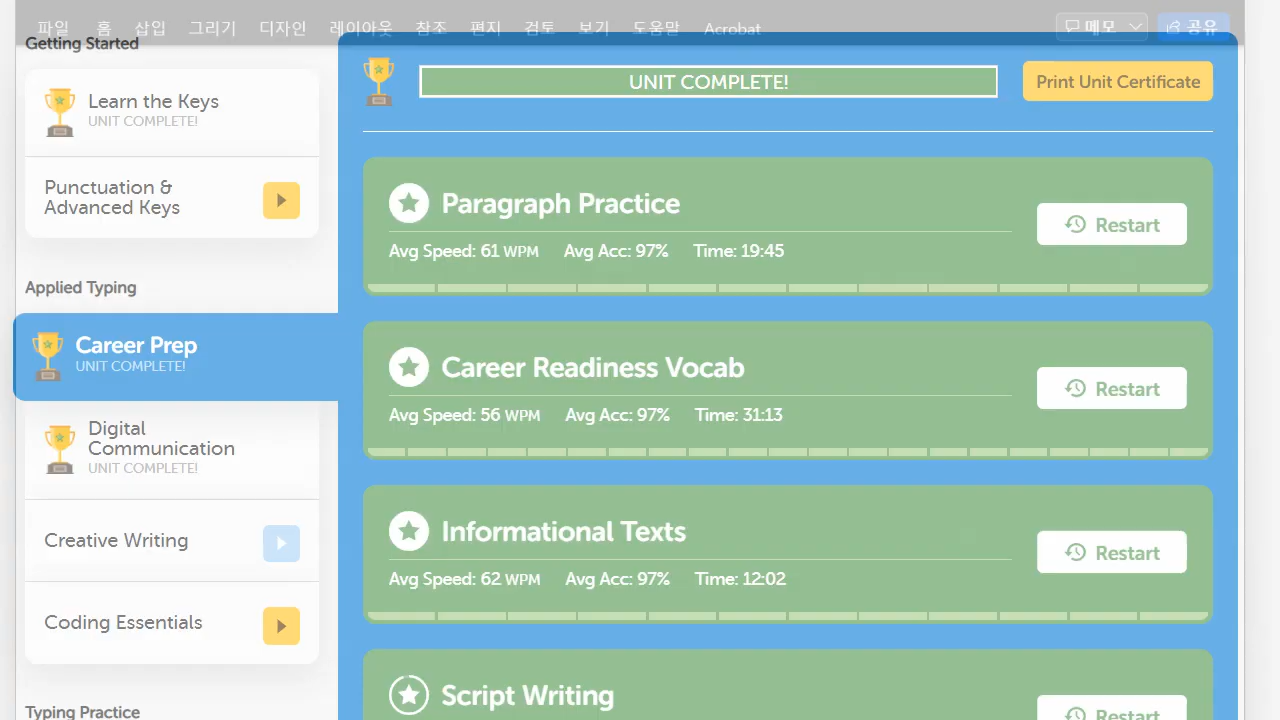 파일 홈 삽입 그리기 디자인 레이아웃 참조 편지 검토 보기 도움말 Acrobat 메모 공유
Getting Started
Learn the Keys
UNIT COMPLETE!
Punctuation &
Advanced Keys
Applied Typing
Career Prep
UNIT COMPLETE!
Digital
Communication
UNIT COMPLETE!
Creative Writing
Coding Essentials
Typing Practice
UNIT COMPLETE!
Print Unit Certificate
Paragraph Practice
Avg Speed: 61 WPM Avg Acc: 97% Time: 19:45
Restart
Career Readiness Vocab
Avg Speed: 56 WPM Avg Acc: 97% Time: 31:13
Restart
Informational Texts
Avg Speed: 62 WPM Avg Acc: 97% Time: 12:02
Restart
Script Writing
Restart